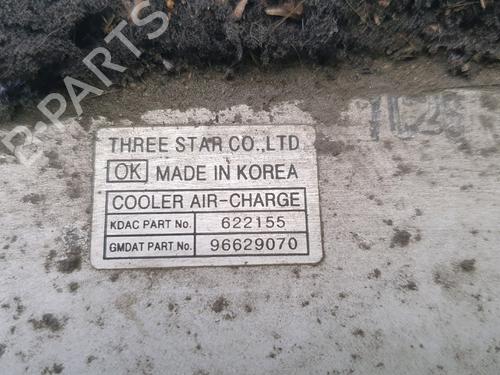 B-PARTS
1C26
THREE STAR CO.,LTD
OK MADE IN KOREA
COOLER AIR-CHARGE
KDAC PART No. 622155
GMDAT PART No. 96629070